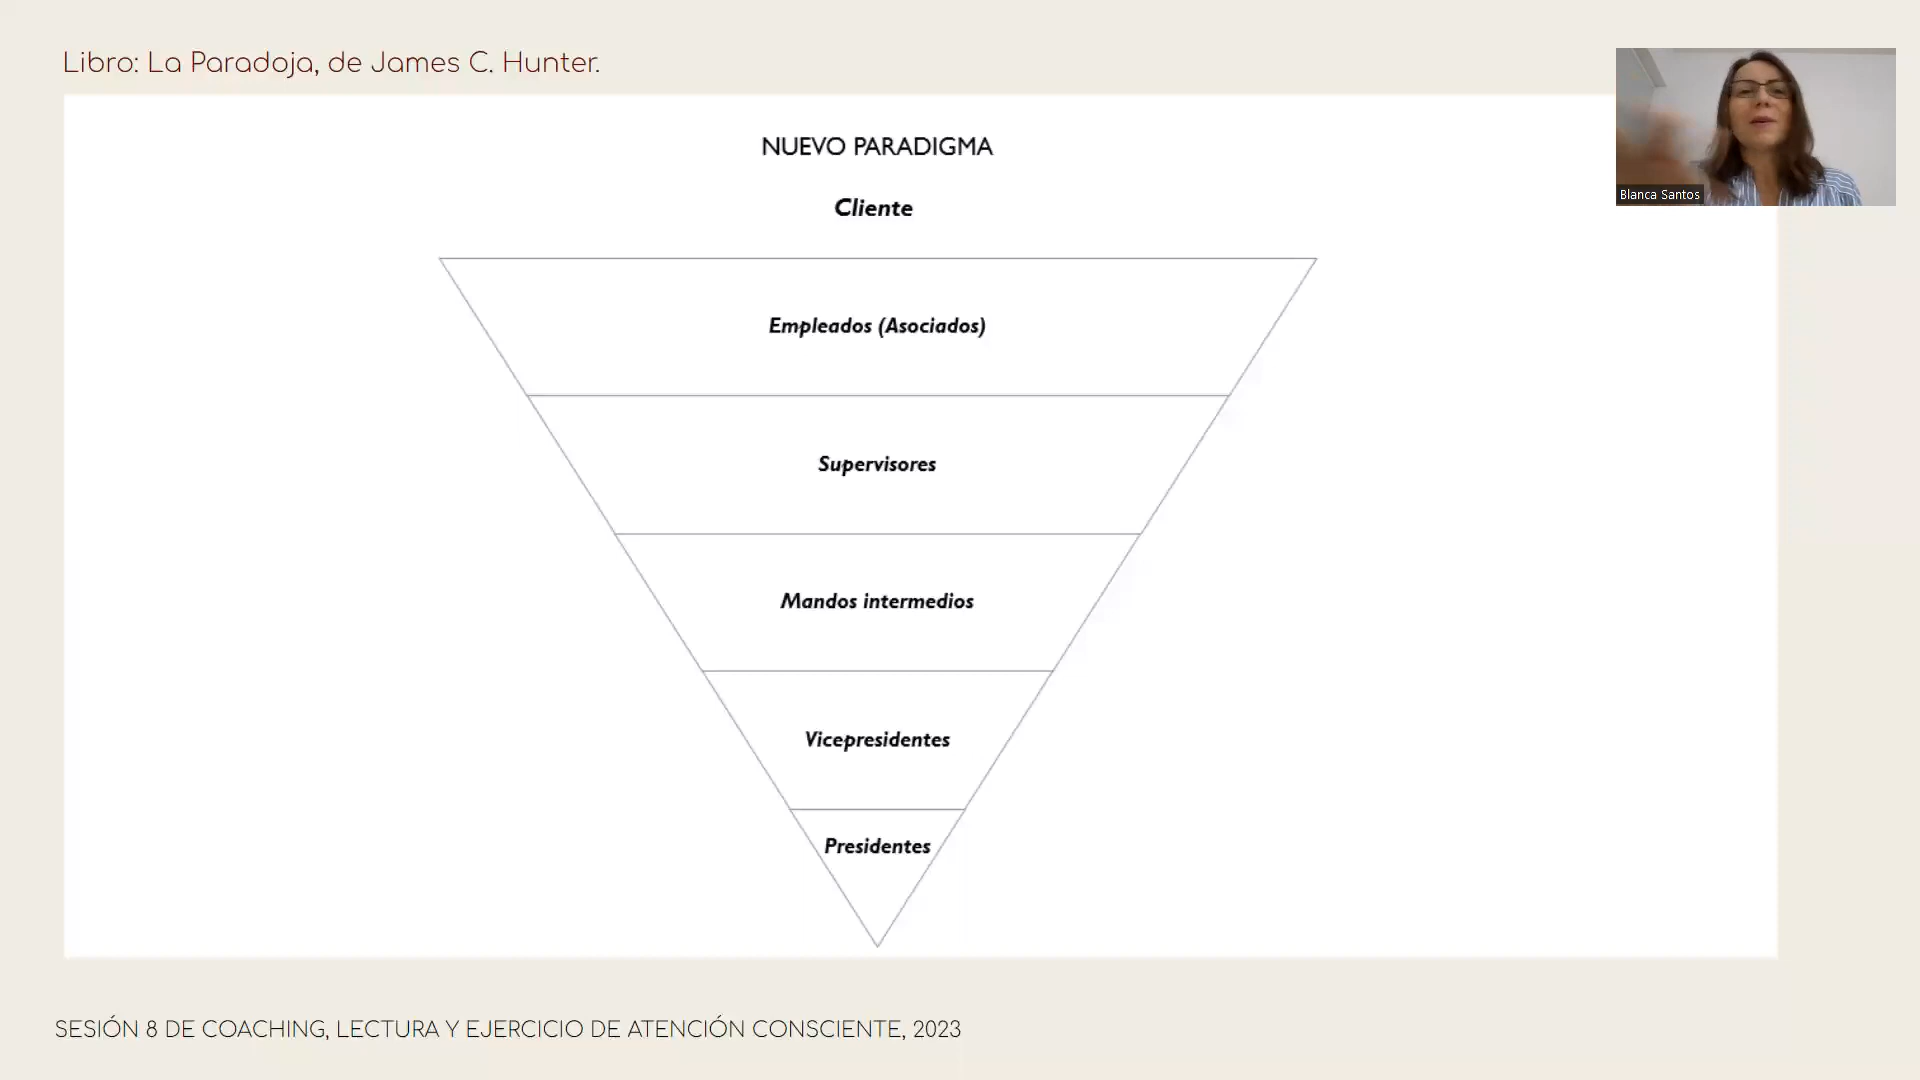 Libro: La Paradoja, de James C. Hunter.
NUEVO PARADIGMA
Cliente
Empleados (Asociados)
Supervisores
Mandos intermedios
Vicepresidentes
Presidentes
Blanca Santos
SESIÓN 8 DE COACHING, LECTURA Y EJERCICIO DE ATENCIÓN CONSCIENTE, 2023